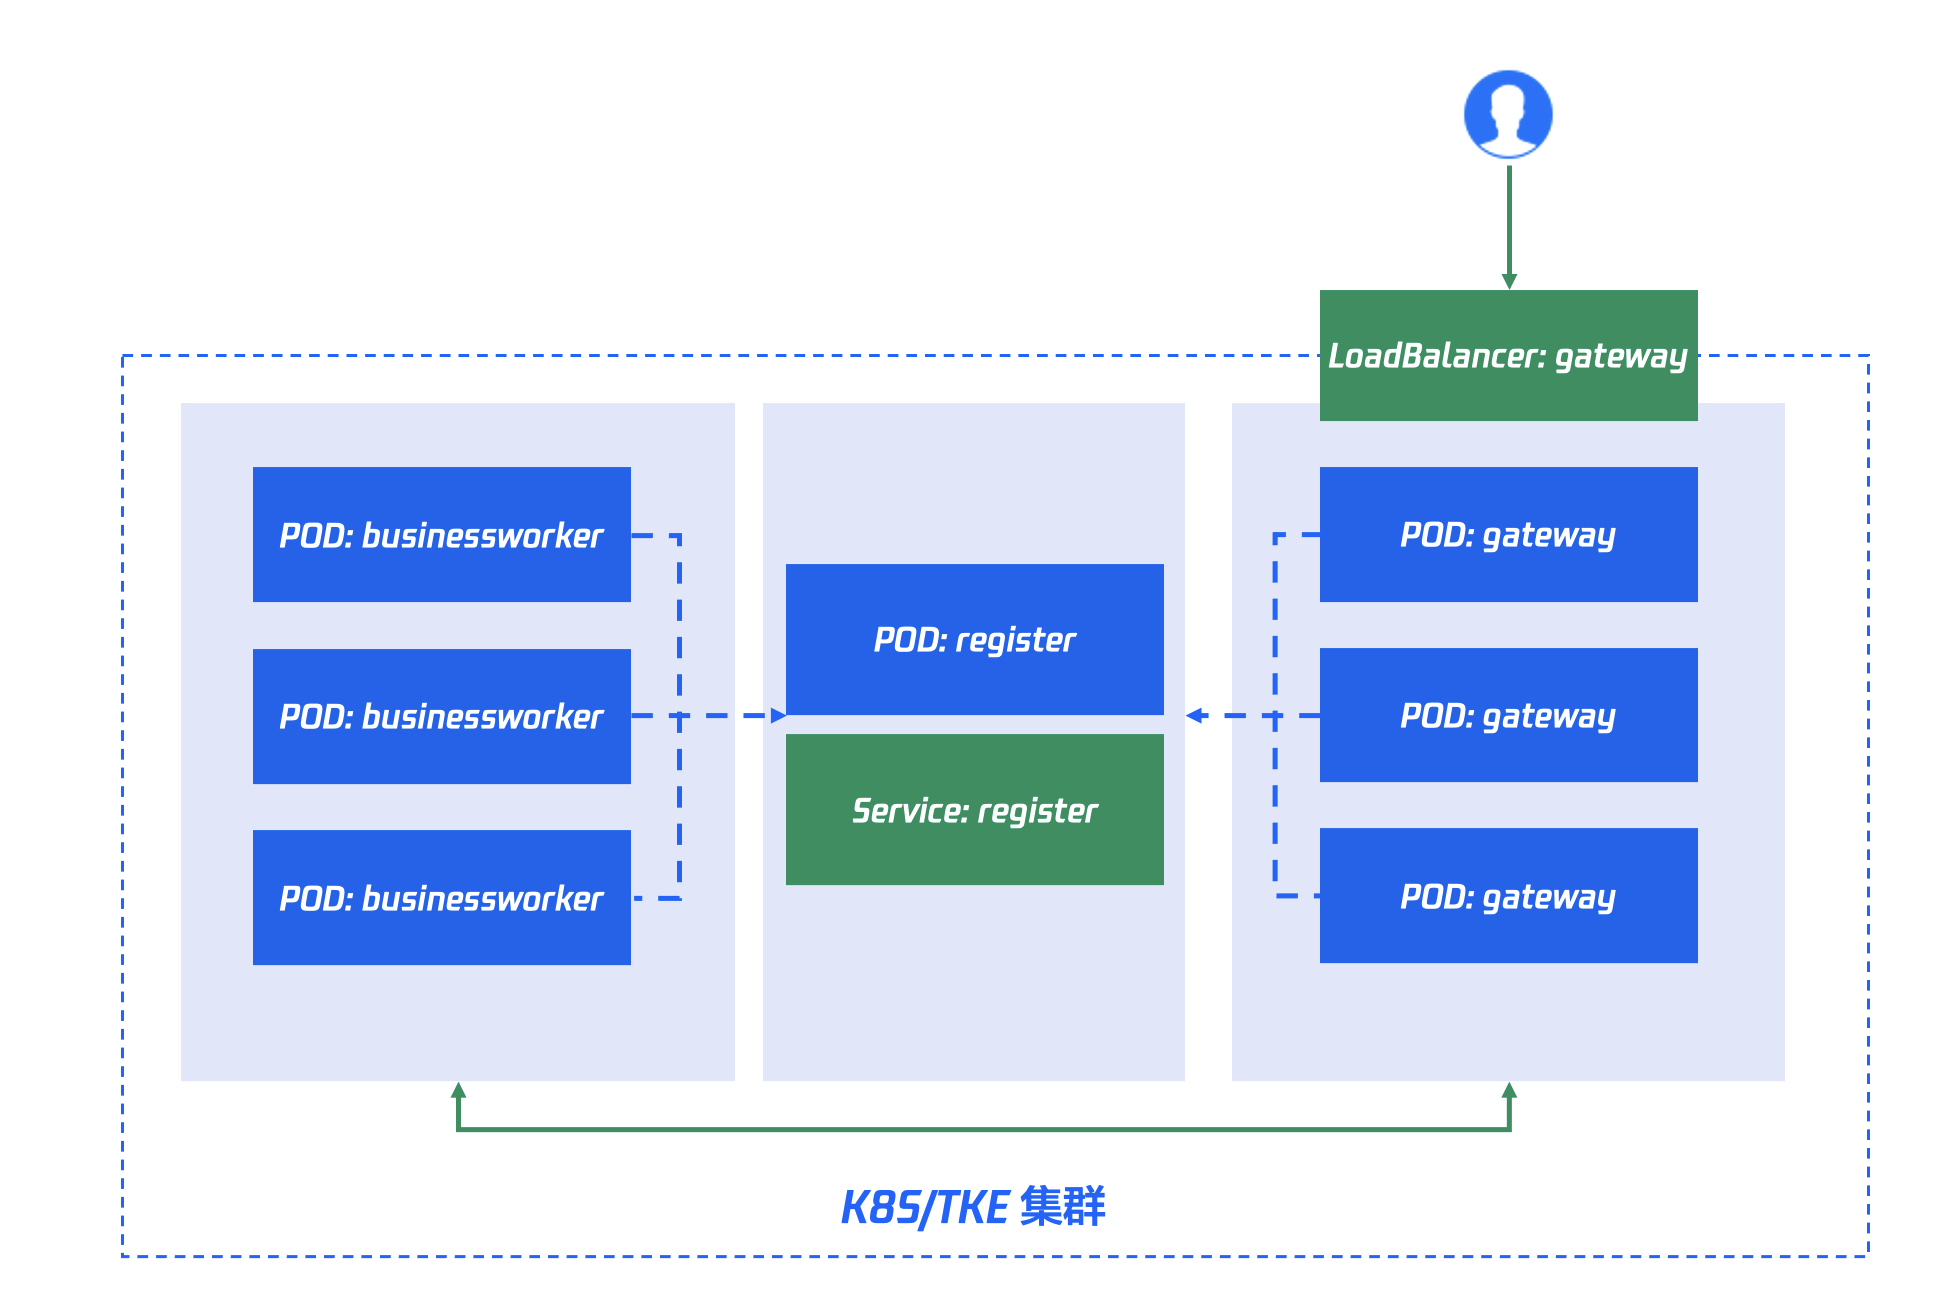 LoadBalancer: gateway
POD: businessworker
POD: businessworker
POD: businessworker
POD: register
Service: register
POD: gateway
POD: gateway
POD: gateway
K8S/TKE 集群